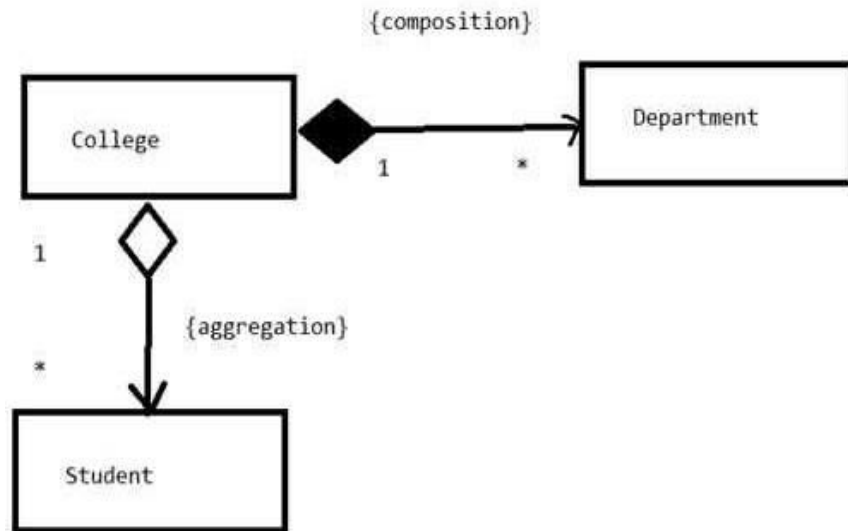 {composition}
College
Department
1 *
1
{aggregation}
*
Student